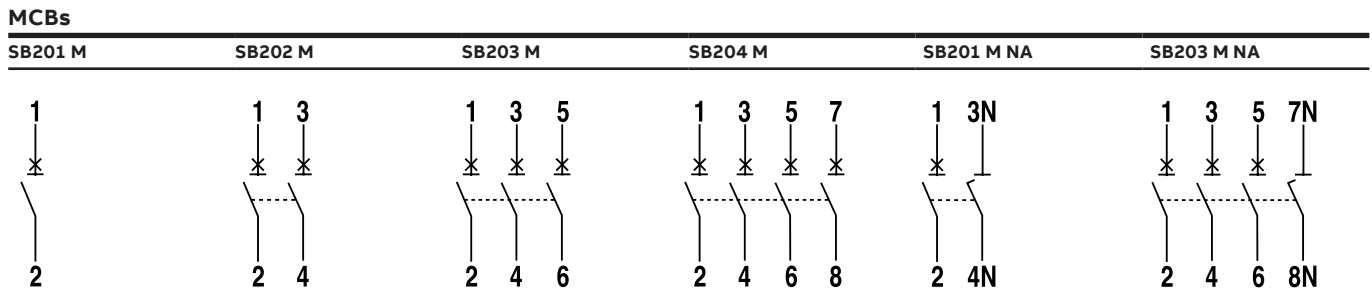 MCBs
SB201 M SB202 M SB203 M SB204 M SB201 M NA SB203 M NA
1 1 3 1 3 5 1 3 5 7 1 3N 1 3 5 7N
2 2 4 2 4 6 2 4 6 8 2 4N 2 4 6 8N